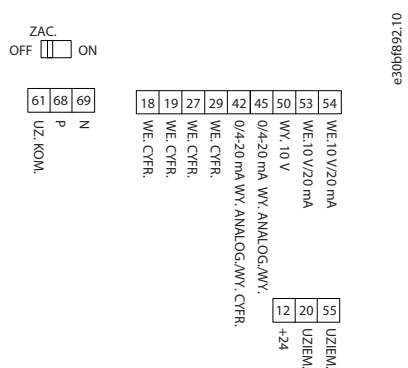 e30bf892.10
ZAC.
OFF ON
61 68 69
UZ. KOM.
P
N
18 19 27 29 42 45 50 53 54
WE. CYFR.
WE. CYFR.
WE. CYFR.
WE. CYFR.
0/4-20 mA WY. ANALOG./WY. CYFR.
0/4-20 mA WY. ANALOG./WY.
WY. 10 V
WE.10 V/20 mA
WE.10 V/20 mA
12 20 55
+24
UZIEM.
UZIEM.